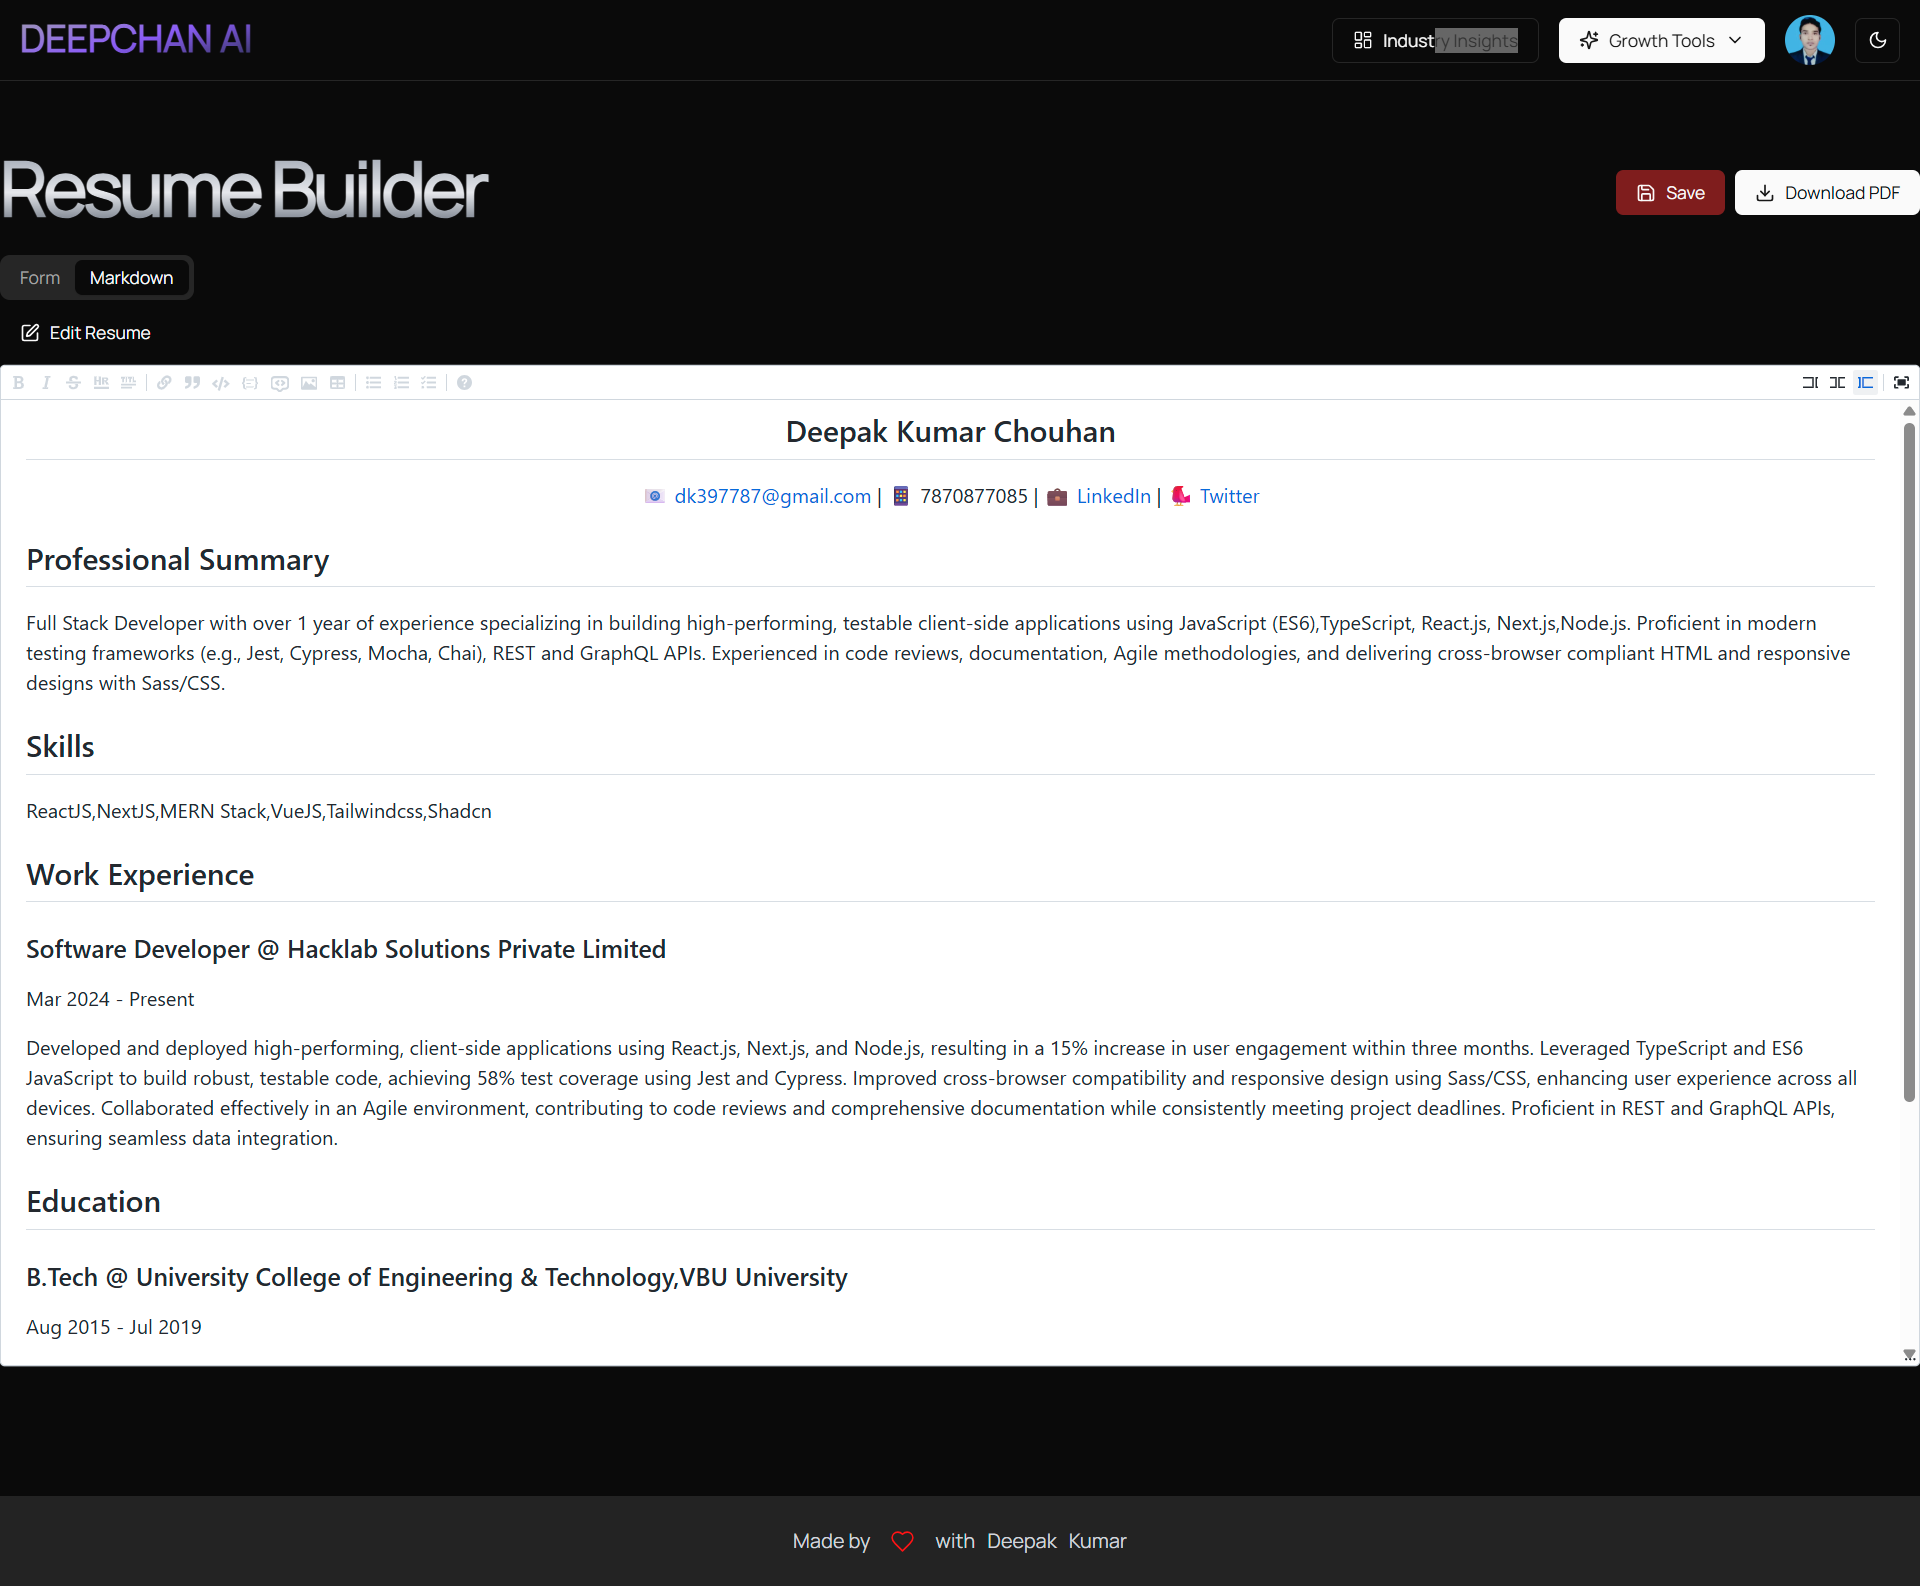 DEEPCHAN AI
Industry Insights
Growth Tools
Resume Builder
Save
Download PDF
Form
Markdown
Edit Resume
Deepak Kumar Chouhan
dk397787@gmail.com | 7870877085 | LinkedIn | Twitter
Professional Summary
Full Stack Developer with over 1 year of experience specializing in building high-performing, testable client-side applications using JavaScript (ES6),TypeScript, React.js, Next.js,Node.js. Proficient in modern
testing frameworks (e.g., Jest, Cypress, Mocha, Chai), REST and GraphQL APIs. Experienced in code reviews, documentation, Agile methodologies, and delivering cross-browser compliant HTML and responsive
designs with Sass/CSS.
Skills
ReactJS,NextJS,MERN Stack,VueJS,Tailwindcss,Shadcn
Work Experience
Software Developer @ Hacklab Solutions Private Limited
Mar 2024 - Present
Developed and deployed high-performing, client-side applications using React.js, Next.js, and Node.js, resulting in a 15% increase in user engagement within three months. Leveraged TypeScript and ES6
JavaScript to build robust, testable code, achieving 58% test coverage using Jest and Cypress. Improved cross-browser compatibility and responsive design using Sass/CSS, enhancing user experience across all
devices. Collaborated effectively in an Agile environment, contributing to code reviews and comprehensive documentation while consistently meeting project deadlines. Proficient in REST and GraphQL APIs,
ensuring seamless data integration.
Education
B.Tech @ University College of Engineering & Technology,VBU University
Aug 2015 - Jul 2019
Made by with Deepak Kumar